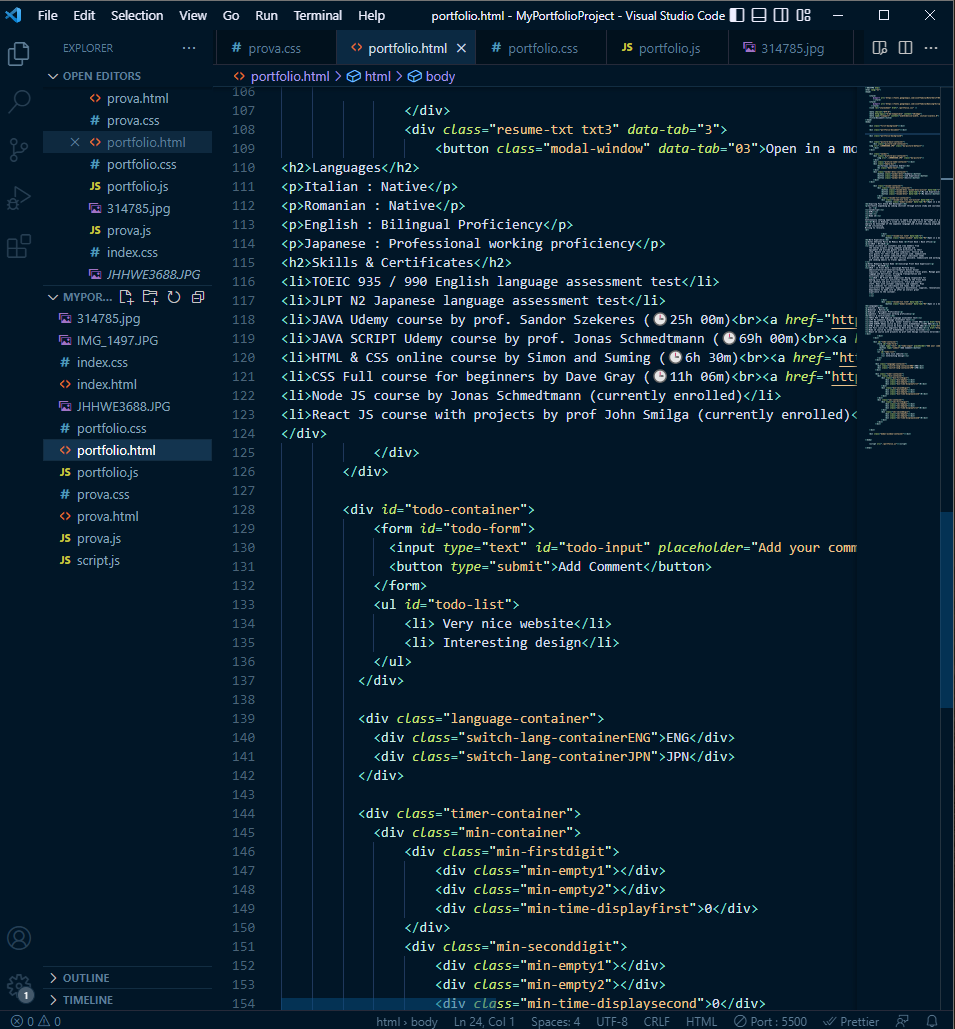 File Edit Selection View Go Run Terminal Help portfolio.html - MyPortfolioProject - Visual Studio Code
EXPLORER
# prova.css
<> portfolio.html
# portfolio.css
JS portfolio.js
314785.jpg
<> portfolio.html > html > body
OPEN EDITORS
<> prova.html
# prova.css
<> portfolio.html
# portfolio.css
JS portfolio.js
314785.jpg
JS prova.js
# index.css
JHHWE3688.JPG
MYPOR...
314785.jpg
IMG_1497.JPG
# index.css
<> index.html
JHHWE3688.JPG
# portfolio.css
<> portfolio.html
JS portfolio.js
# prova.css
<> prova.html
JS prova.js
JS script.js
1
OUTLINE
TIMELINE
106
107 </div>
108 <div class="resume-txt txt3" data-tab="3">
109 <button class="modal-window" data-tab="03">Open in a mo
110 <h2>Languages</h2>
111 <p>Italian : Native</p>
112 <p>Romanian : Native</p>
113 <p>English : Bilingual Proficiency</p>
114 <p>Japanese : Professional working proficiency</p>
115 <h2>Skills & Certificates</h2>
116 <li>TOEIC 935 / 990 English language assessment test</li>
117 <li>JLPT N2 Japanese language assessment test</li>
118 <li>JAVA Udemy course by prof. Sandor Szekeres (🕒25h 00m)<br><a href="http
119 <li>JAVA SCRIPT Udemy course by prof. Jonas Schmedtmann (🕒69h 00m)<br><a h
120 <li>HTML & CSS online course by Simon and Suming (🕒6h 30m)<br><a href="ht
121 <li>CSS Full course for beginners by Dave Gray (🕒11h 06m)<br><a href="http
122 <li>Node JS course by Jonas Schmedtmann (currently enrolled)</li>
123 <li>React JS course with projects by prof John Smilga (currently enrolled)<
124 </div>
125 </div>
126 </div>
127
128 <div id="todo-container">
129 <form id="todo-form">
130 <input type="text" id="todo-input" placeholder="Add your comm
131 <button type="submit">Add Comment</button>
132 </form>
133 <ul id="todo-list">
134 <li> Very nice website</li>
135 <li> Interesting design</li>
136 </ul>
137 </div>
138
139 <div class="language-container">
140 <div class="switch-lang-containerENG">ENG</div>
141 <div class="switch-lang-containerJPN">JPN</div>
142 </div>
143
144 <div class="timer-container">
145 <div class="min-container">
146 <div class="min-firstdigit">
147 <div class="min-empty1"></div>
148 <div class="min-empty2"></div>
149 <div class="min-time-displayfirst">0</div>
150 </div>
151 <div class="min-seconddigit">
152 <div class="min-empty1"></div>
153 <div class="min-empty2"></div>
154 <div class="min-time-displaysecond">0</div>
0 0 html › body Ln 24, Col 1 Spaces: 4 UTF-8 CRLF HTML Port : 5500 Prettier